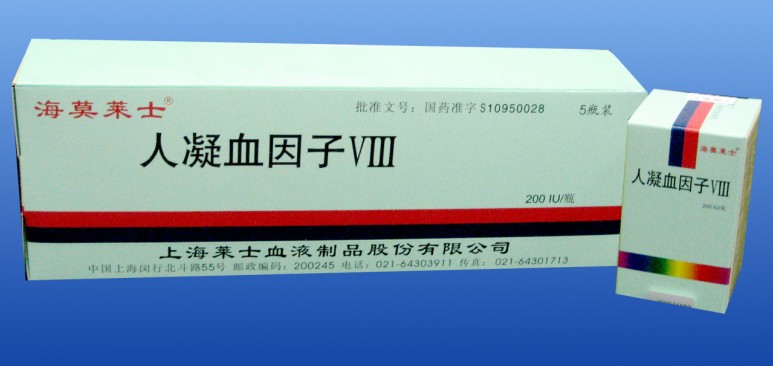 海莫莱士®
批准文号：国药准字S10950028 5瓶装
人凝血因子VIII
200 IU/瓶
上海莱士血液制品股份有限公司
中国上海闵行北斗路55号 邮政编码：200245 电话：021-64303911 传真：021-64301713
海莫莱士®
人凝血因子VIII
200 IU/瓶